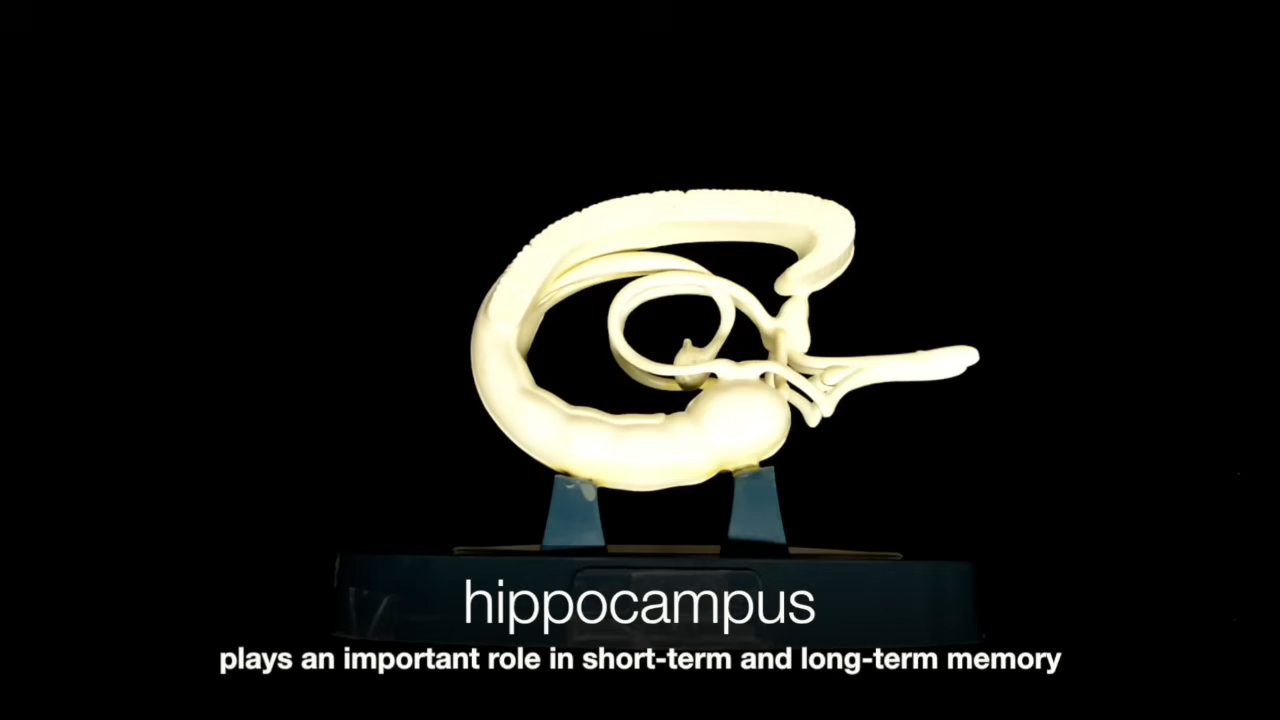 hippocampus
plays an important role in short-term and long-term memory